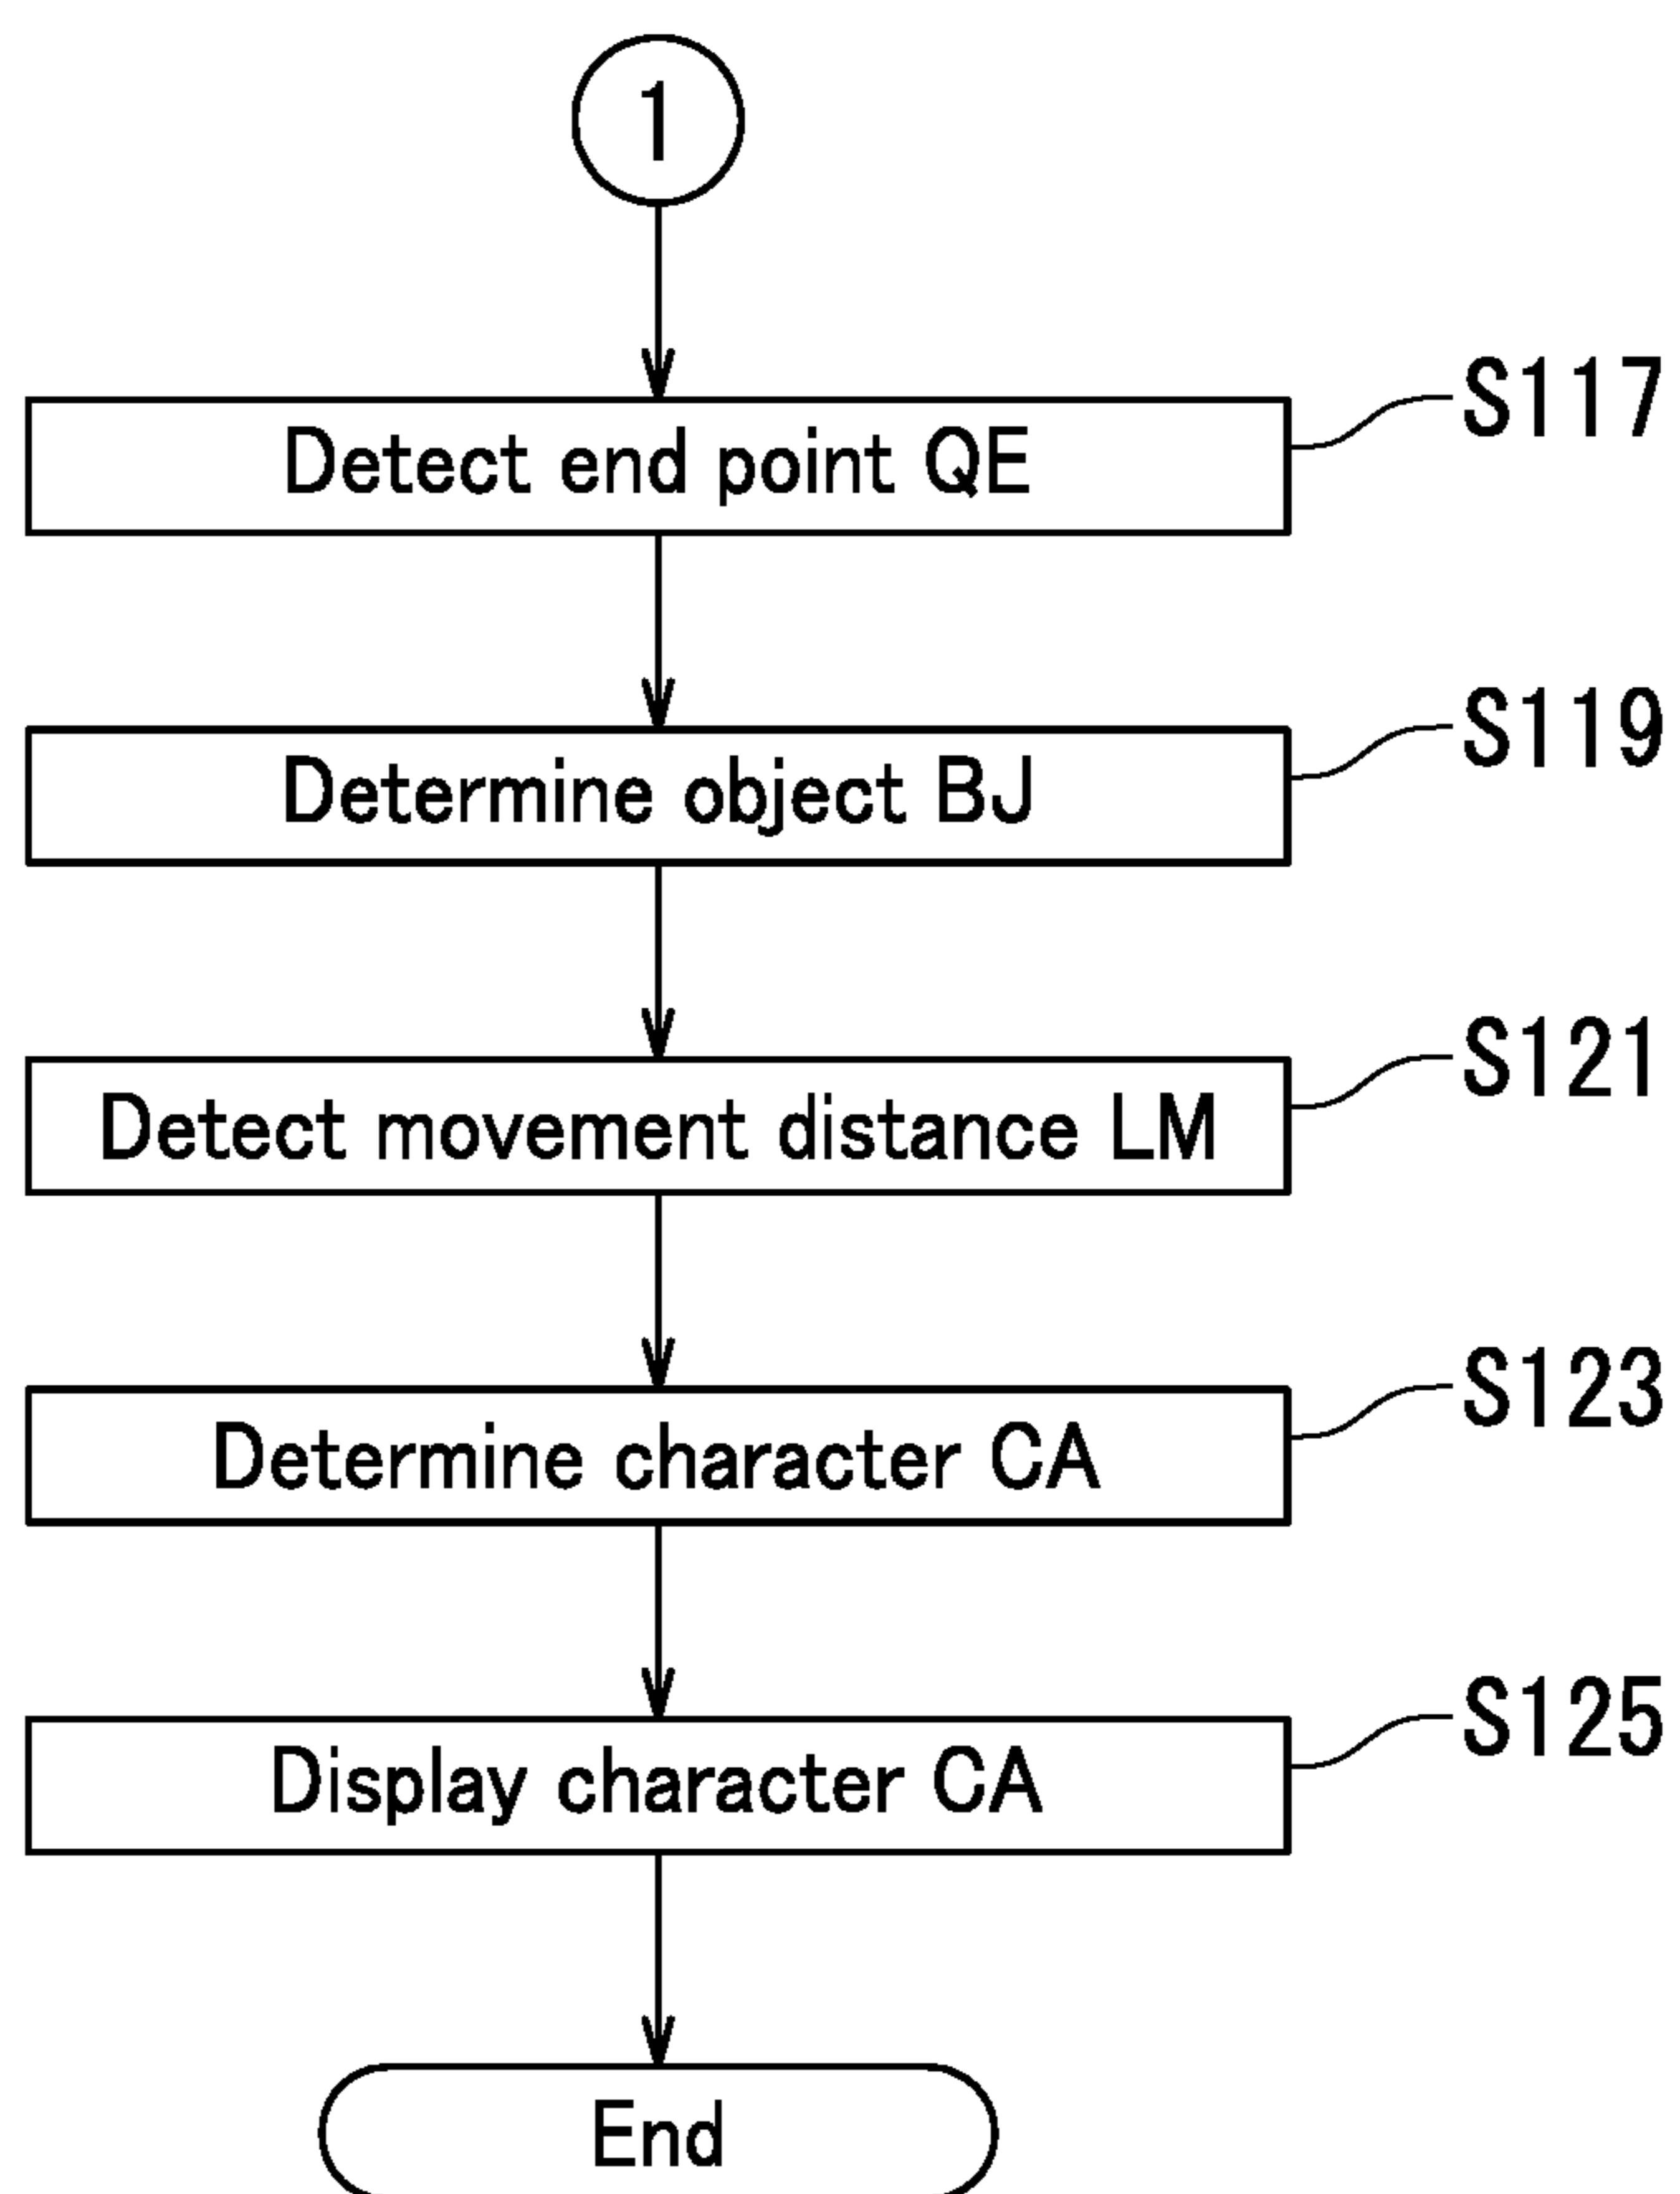 1
S117
Detect end point QE
S119
Determine object BJ
S121
Detect movement distance LM
S123
Determine character CA
S125
Display character CA
End